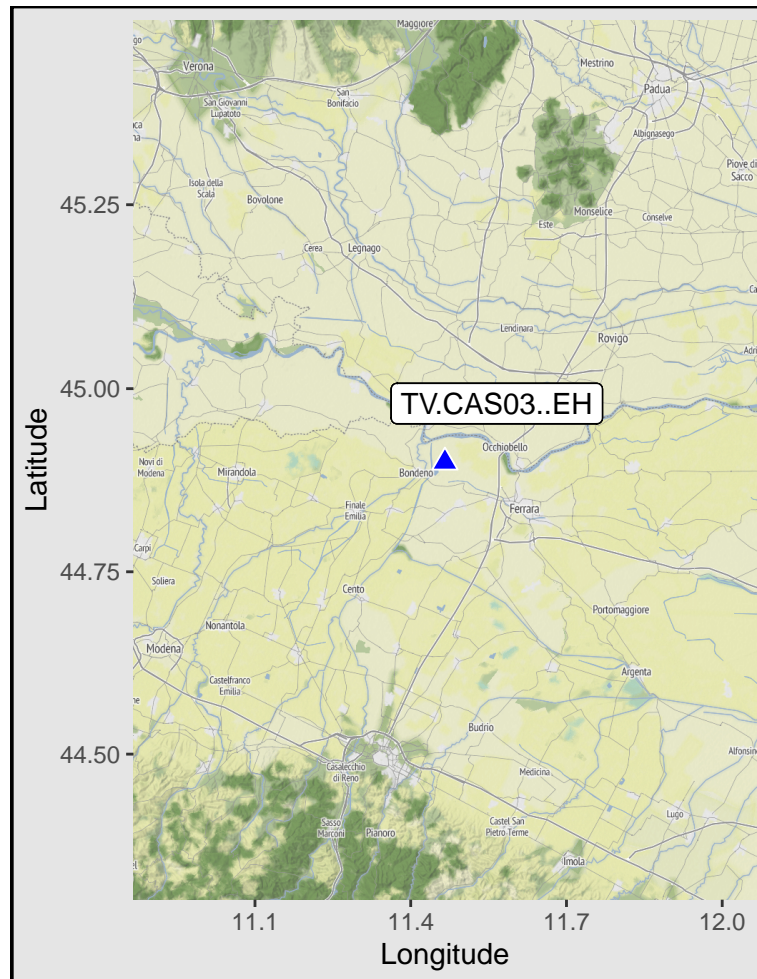 Maggiore
Verona
Mestrino
San
Bonifacio
Padua
San Giovanni
Lupatoto
Albignasego
Piove di
Sacco
Isola della
Scala
Bovolone
45.25
Monselice
Conselve
Este
Cerea
Legnago
Lendinara
Rovigo
Adri
45.00
TV.CAS03..EH
Latitude
Occhiobello
Novi di
Modena
Mirandola
Bondeno
Finale
Emilia
Ferrara
Carpi
44.75
Soliera
Cento
Portomaggiore
Nonantola
Modena
Argenta
Castelfranco
Emilia
Budrio
44.50
Alfonsin
Casalecchio
di Reno
Medicina
Lugo
Sasso
Marconi
Pianoro
Castel San
Pietro Terme
Imola
11.1
11.4
11.7
12.0
Longitude